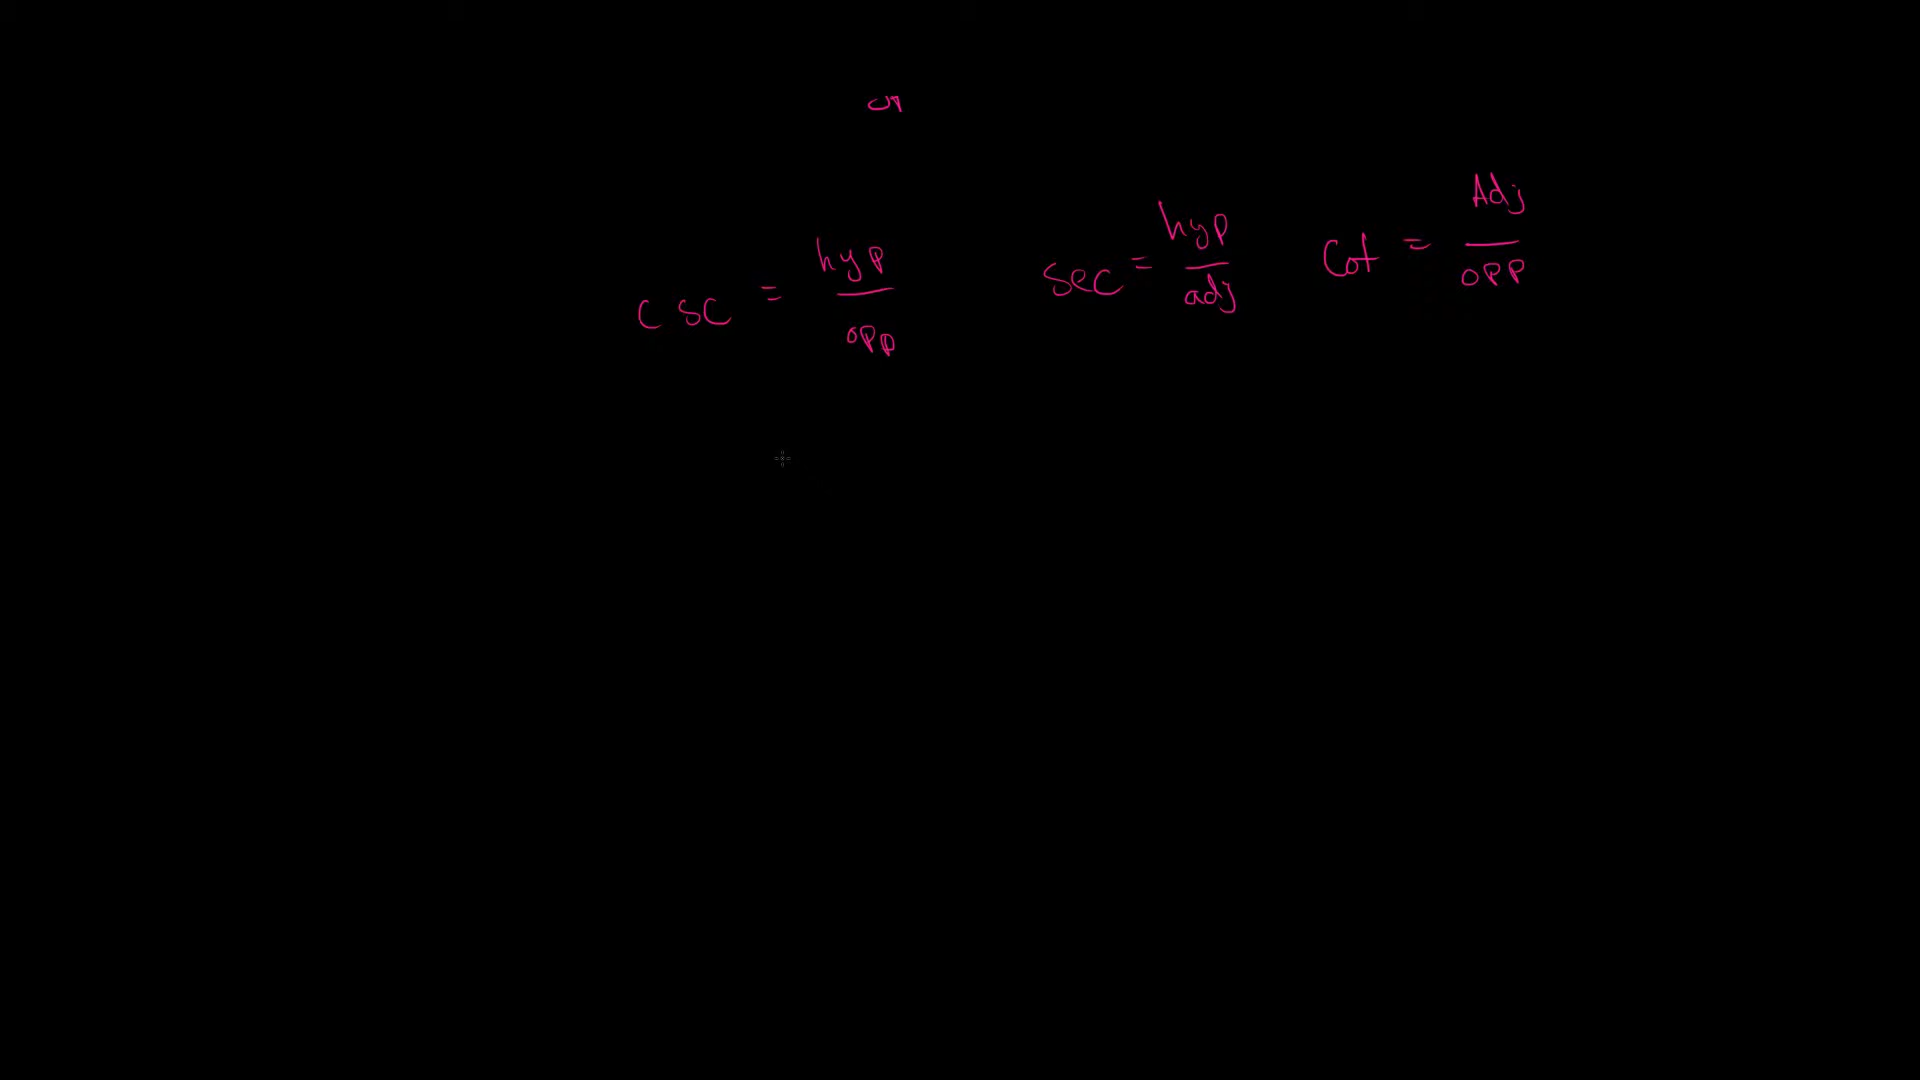 csc = hyp/opp
sec = hyp/adj
Cot = Adj/opp